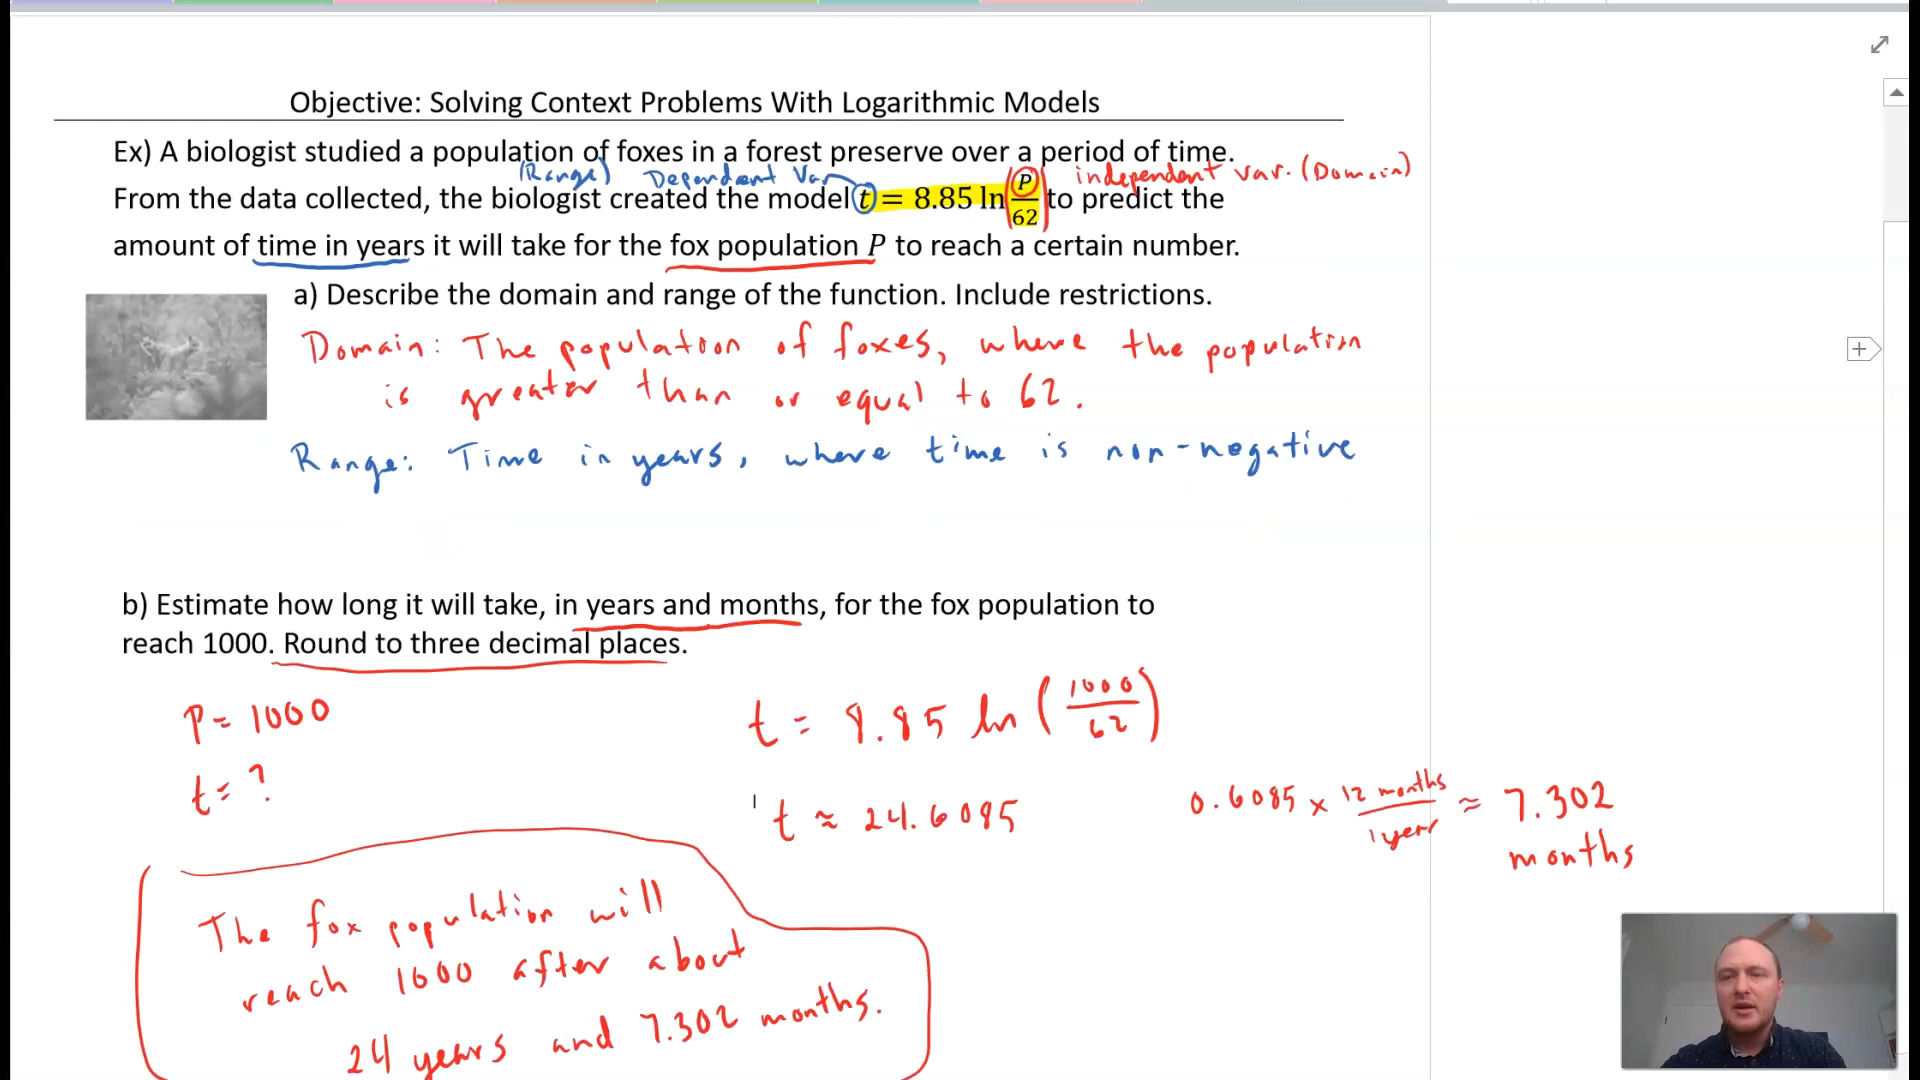 Objective: Solving Context Problems With Logarithmic Models
Ex) A biologist studied a population of foxes in a forest preserve over a period of time.
(Range) Dependent Var independent var. (Domain)
From the data collected, the biologist created the model t = 8.85 ln (P/62) to predict the
amount of time in years it will take for the fox population P to reach a certain number.
a) Describe the domain and range of the function. Include restrictions.
Domain: The population of foxes, where the population
is greater than or equal to 62.
Range: Time in years, where time is non-negative
b) Estimate how long it will take, in years and months, for the fox population to
reach 1000. Round to three decimal places.
P = 1000
t = ?
t = 8.85 ln (1000/62)
t ≈ 24.6085
0.6085 × 12 months/1 year ≈ 7.302
months
The fox population will
reach 1000 after about
24 years and 7.302 months.